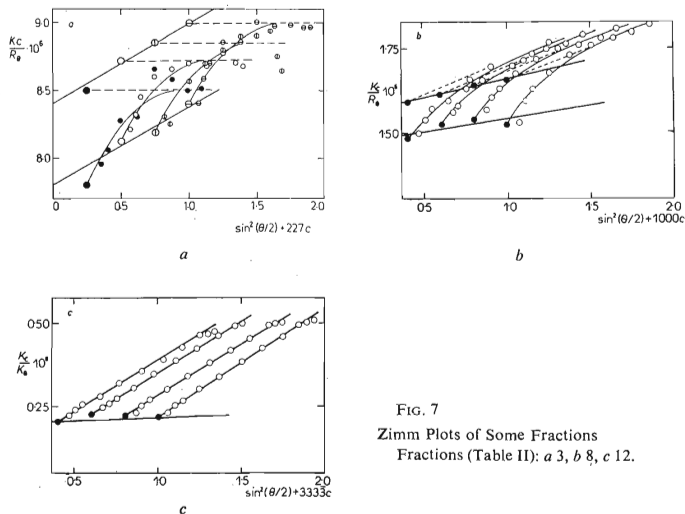 9·0
a
Kc
Rθ ·10⁶
8·5
8·0
0
0·5
1·0
1·5
2·0
sin²(θ/2)+227c
a
1·75
b
Kc
Rθ 10⁶
1·50
0·5
1·0
1·5
2·0
sin²(θ/2)+1000c
b
c
0·50
Kc
Rθ 10⁶
0·25
0·5
1·0
1·5
2·0
sin²(θ/2)+3333c
c
FIG. 7
Zimm Plots of Some Fractions
Fractions (Table II): a 3, b 8, c 12.